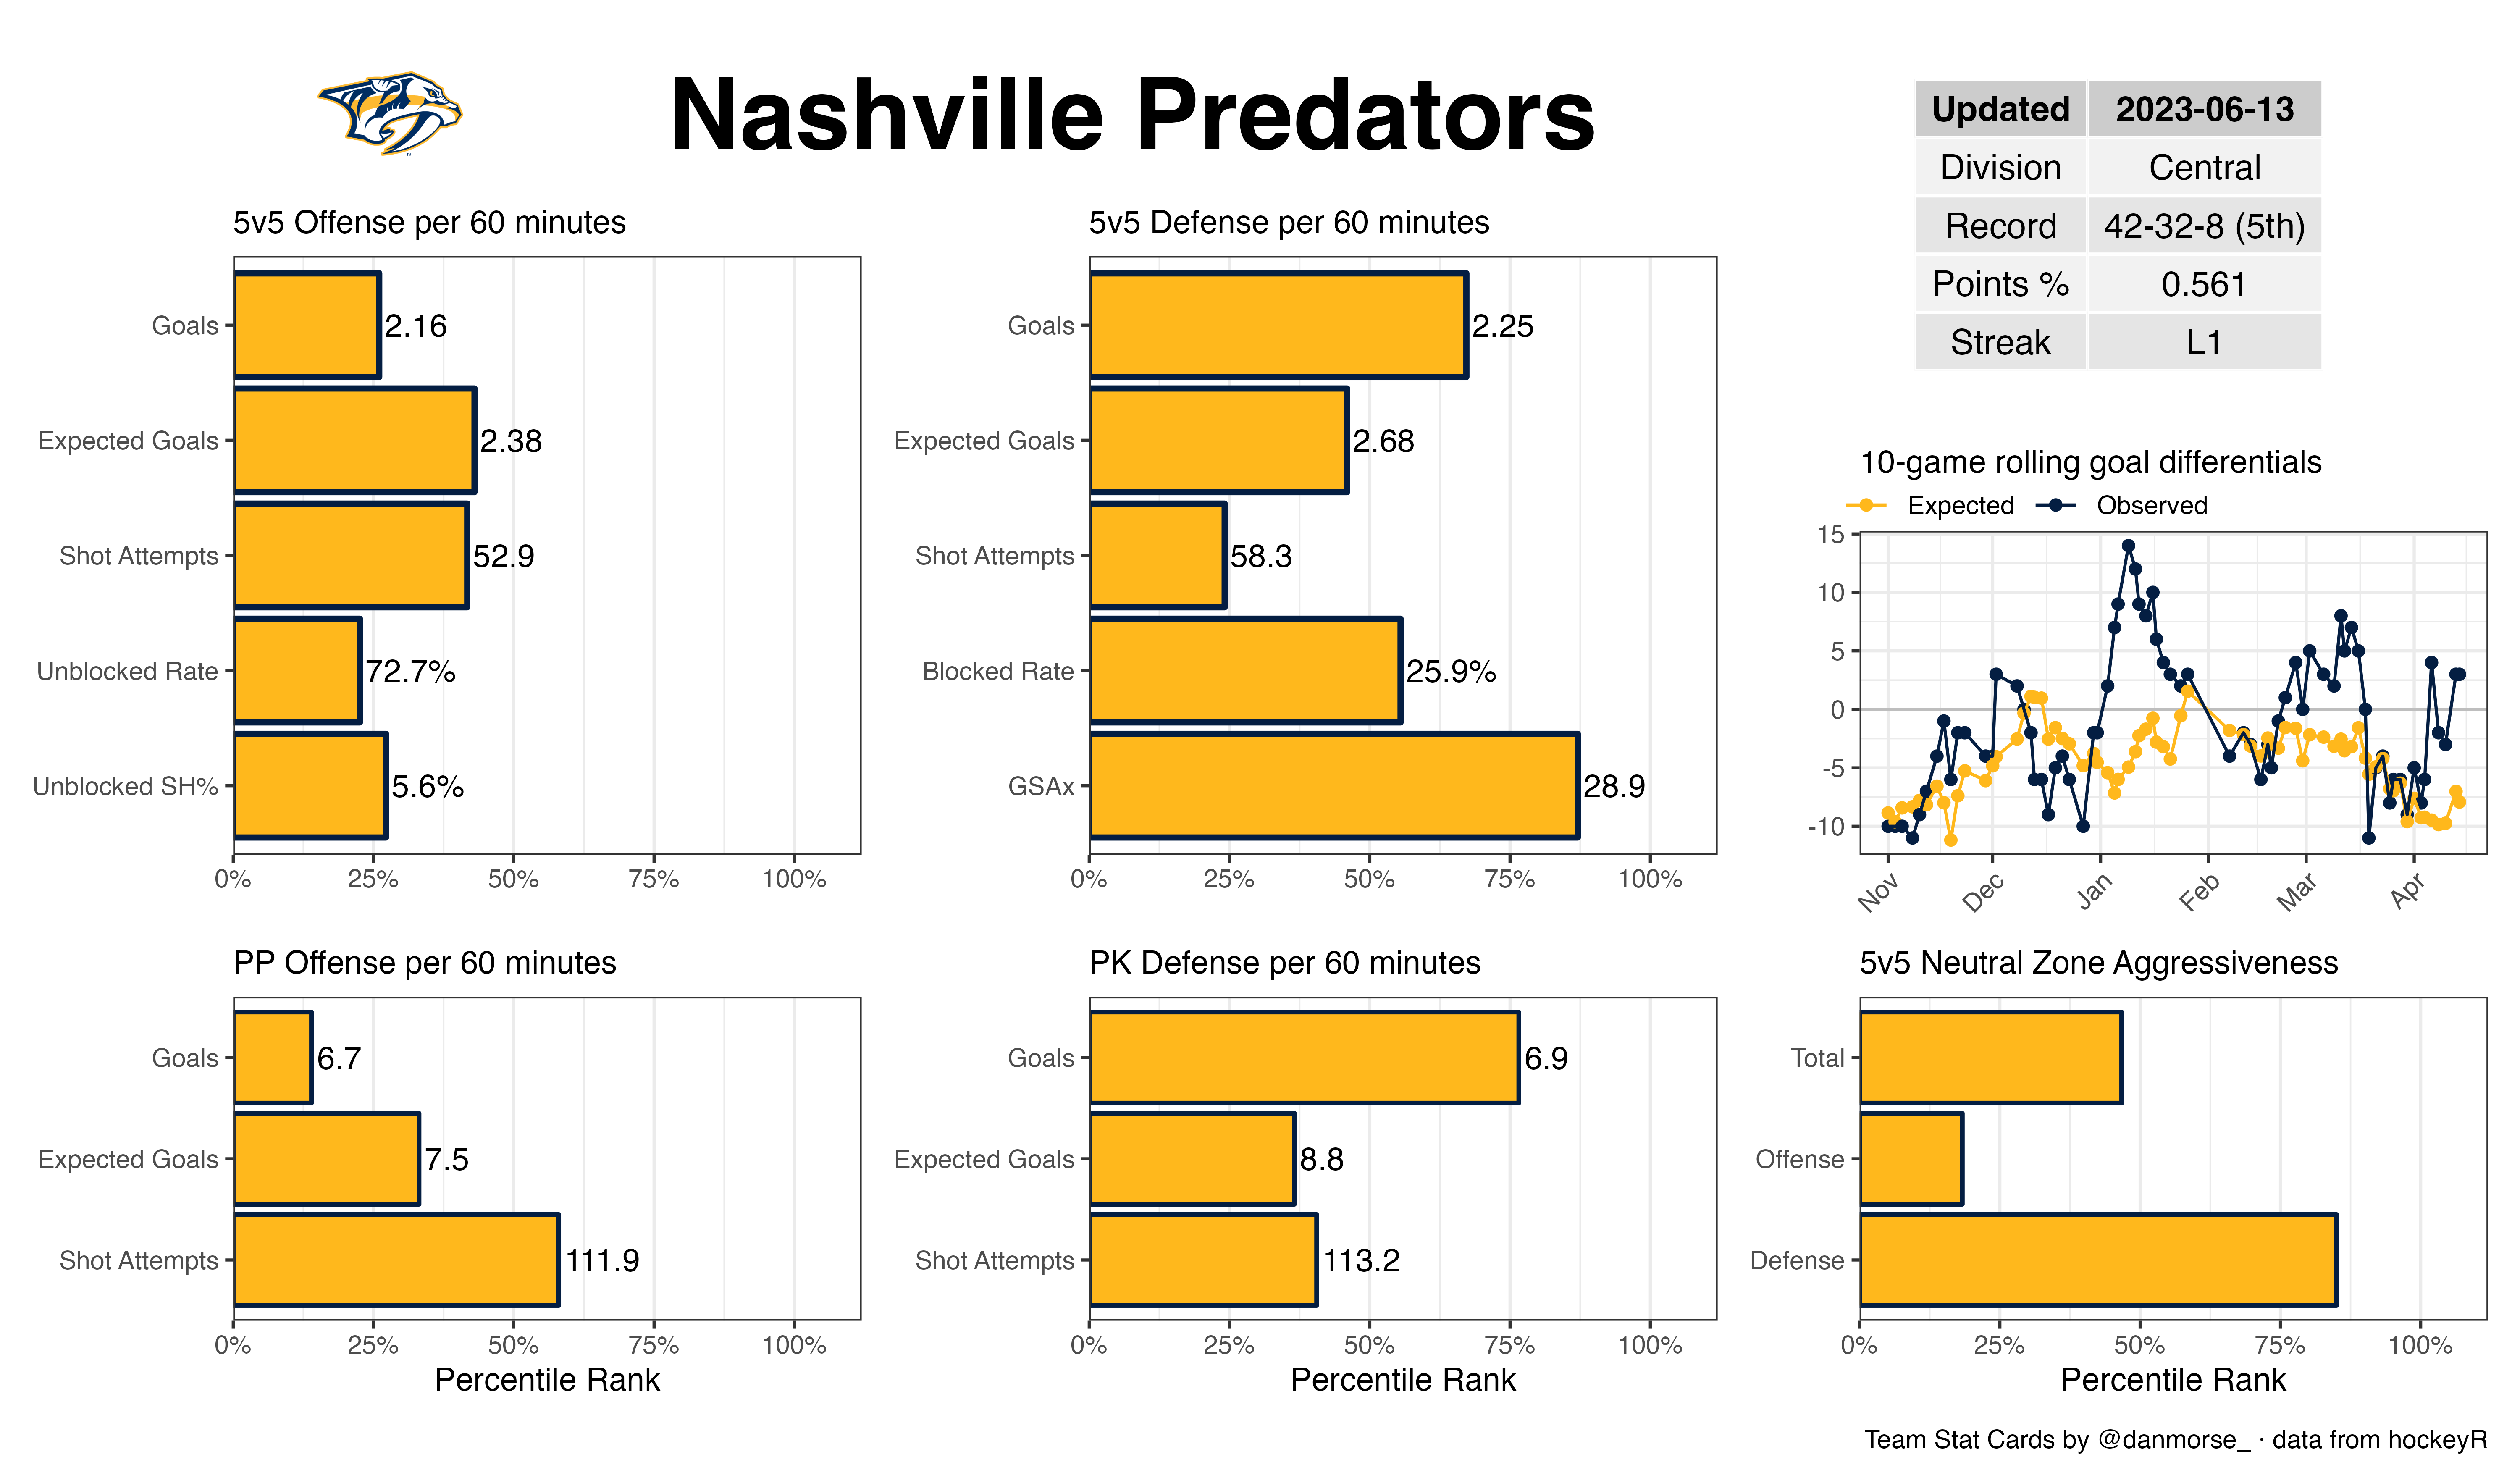 Nashville Predators
Updated 2023-06-13
Division Central
Record 42-32-8 (5th)
Points % 0.561
Streak L1
5v5 Offense per 60 minutes
Goals 2.16
Expected Goals 2.38
Shot Attempts 52.9
Unblocked Rate 72.7%
Unblocked SH% 5.6%
0% 25% 50% 75% 100%
5v5 Defense per 60 minutes
Goals 2.25
Expected Goals 2.68
Shot Attempts 58.3
Blocked Rate 25.9%
GSAx 28.9
0% 25% 50% 75% 100%
10-game rolling goal differentials
Expected Observed
15
10
5
0
-5
-10
Nov Dec Jan Feb Mar Apr
PP Offense per 60 minutes
Goals 6.7
Expected Goals 7.5
Shot Attempts 111.9
0% 25% 50% 75% 100%
Percentile Rank
PK Defense per 60 minutes
Goals 6.9
Expected Goals 8.8
Shot Attempts 113.2
0% 25% 50% 75% 100%
Percentile Rank
5v5 Neutral Zone Aggressiveness
Total
Offense
Defense
0% 25% 50% 75% 100%
Percentile Rank
Team Stat Cards by @danmorse_ · data from hockeyR